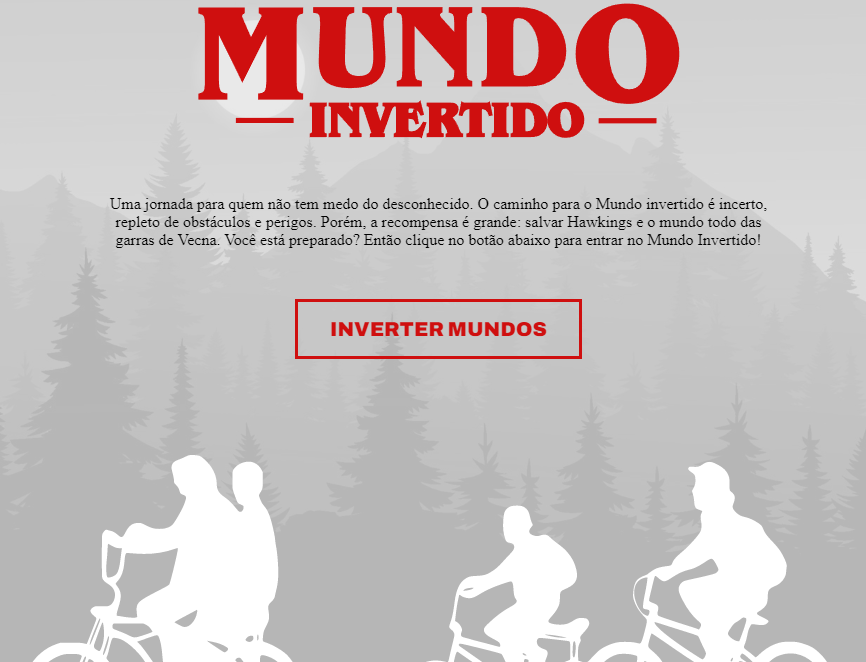 MUNDO
INVERTIDO
Uma jornada para quem não tem medo do desconhecido. O caminho para o Mundo invertido é incerto,
repleto de obstáculos e perigos. Porém, a recompensa é grande: salvar Hawkings e o mundo todo das
garras de Vecna. Você está preparado? Então clique no botão abaixo para entrar no Mundo Invertido!
INVERTER MUNDOS